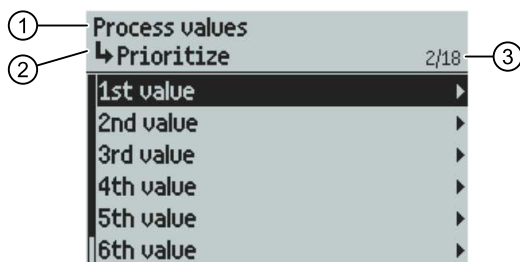 1 Process values
2 Prioritize 2/18 3
1st value
2nd value
3rd value
4th value
5th value
6th value